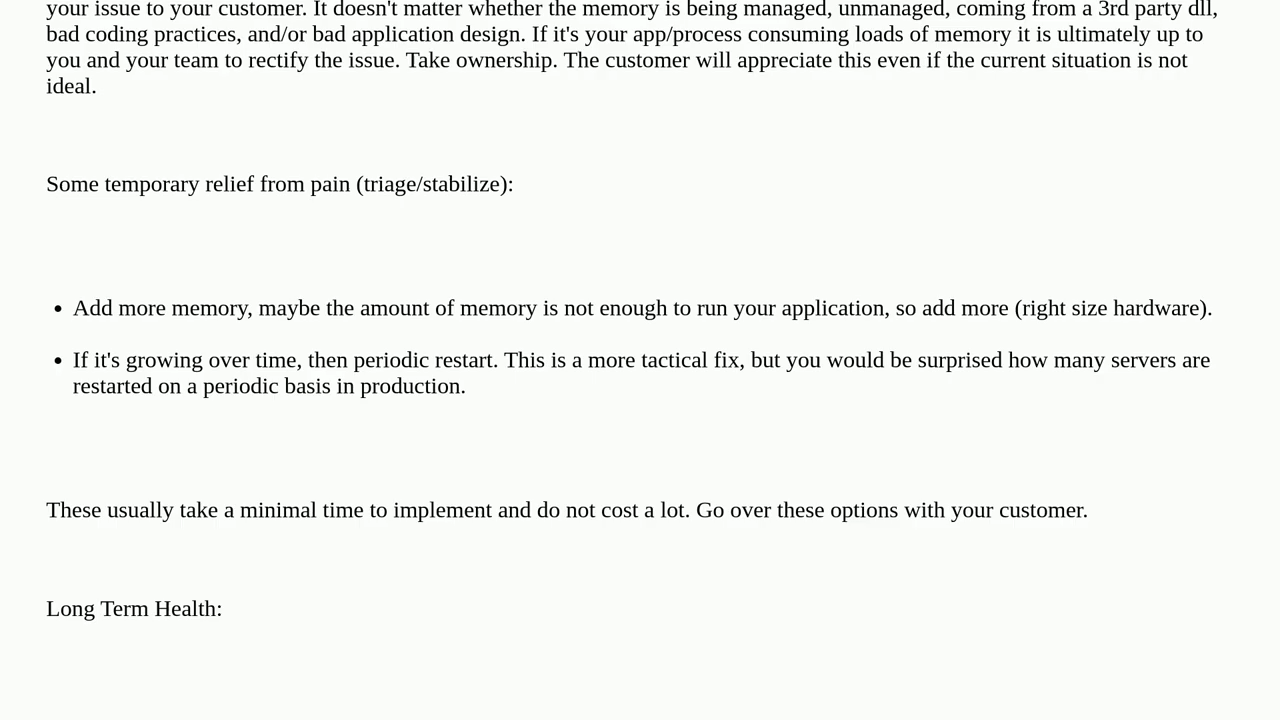 your issue to your customer. It doesn't matter whether the memory is being managed, unmanaged, coming from a 3rd party dll,
bad coding practices, and/or bad application design. If it's your app/process consuming loads of memory it is ultimately up to
you and your team to rectify the issue. Take ownership. The customer will appreciate this even if the current situation is not
ideal.
Some temporary relief from pain (triage/stabilize):
• Add more memory, maybe the amount of memory is not enough to run your application, so add more (right size hardware).
• If it's growing over time, then periodic restart. This is a more tactical fix, but you would be surprised how many servers are
restarted on a periodic basis in production.
These usually take a minimal time to implement and do not cost a lot. Go over these options with your customer.
Long Term Health: